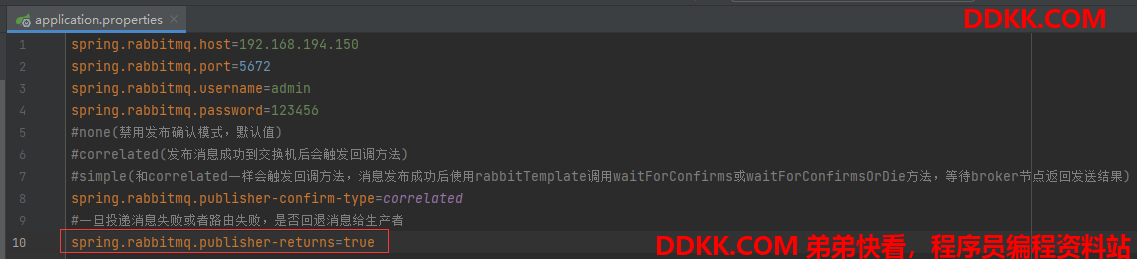 application.properties
DDKK.COM
1 spring.rabbitmq.host=192.168.194.150
2 spring.rabbitmq.port=5672
3 spring.rabbitmq.username=admin
4 spring.rabbitmq.password=123456
5 #none(禁用发布确认模式，默认值)
6 #correlated(发布消息成功到交换机后会触发回调方法)
7 #simple(和correlated一样会触发回调方法，消息发布成功后使用rabbitTemplate调用waitForConfirms或waitForConfirmsOrDie方法，等待broker节点返回发送结果)
8 spring.rabbitmq.publisher-confirm-type=correlated
9 #一旦投递消息失败或者路由失败，是否回退消息给生产者
10 spring.rabbitmq.publisher-returns=true
DDKK.COM 弟弟快看，程序员编程资料站